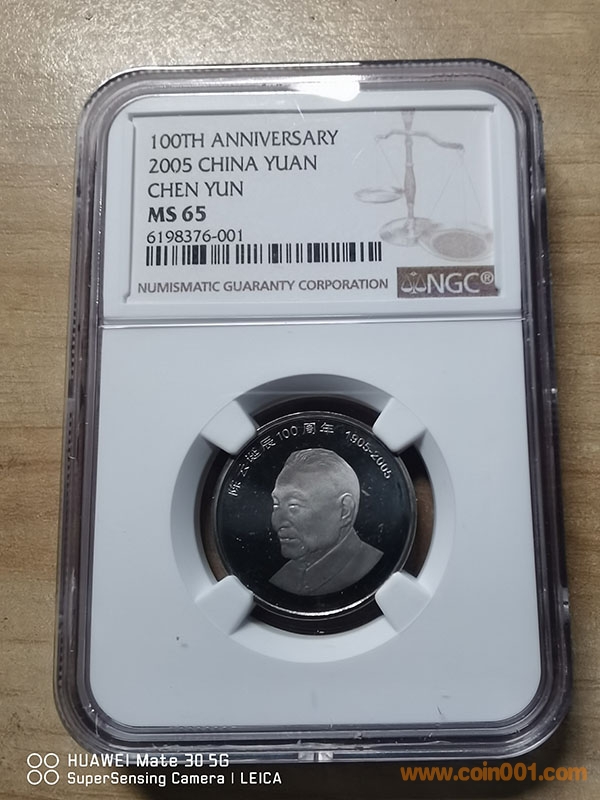 100TH ANNIVERSARY
2005 CHINA YUAN
CHEN YUN
MS 65
6198376-001
NUMISMATIC GUARANTY CORPORATION
NGC®
陈云诞辰100周年 1905-2005
HUAWEI Mate 30 5G
SuperSensing Camera | LEICA
www.coin001.com